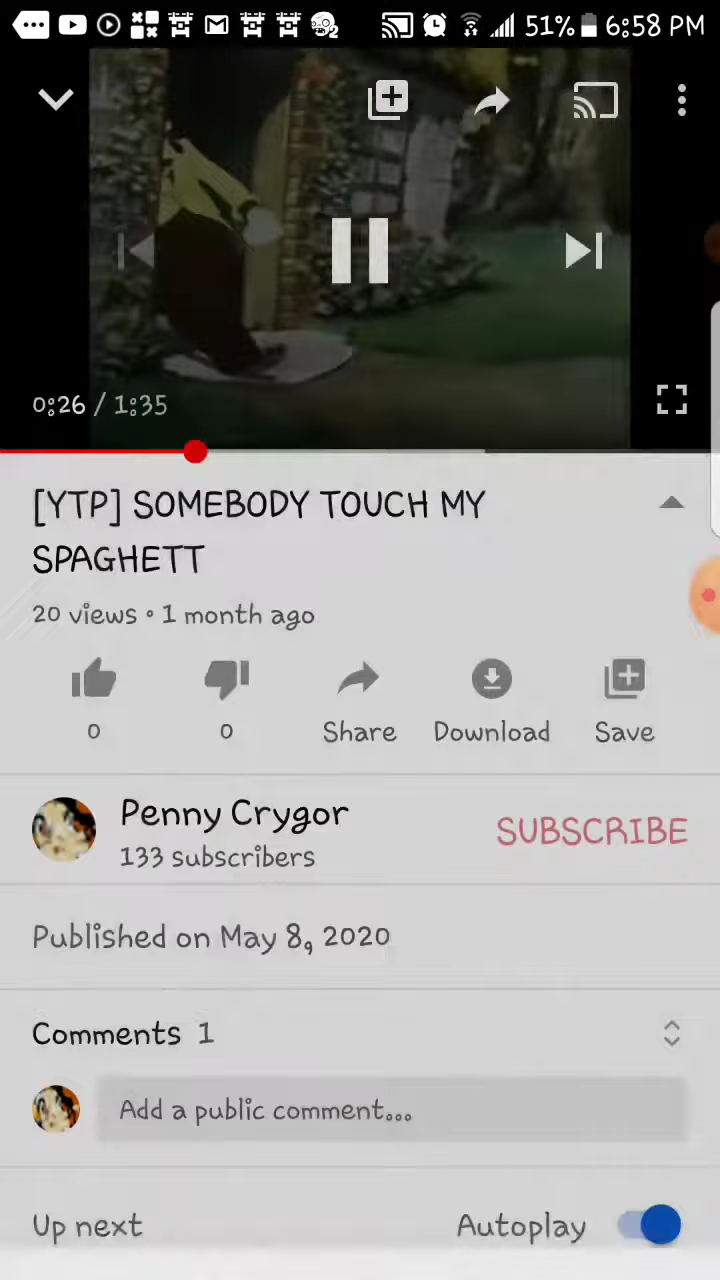 51% 6:58 PM
0:26 / 1:35
[YTP] SOMEBODY TOUCH MY
SPAGHETT
20 views • 1 month ago
0 0 Share Download Save
Penny Crygor
133 subscribers
SUBSCRIBE
Published on May 8, 2020
Comments 1
Add a public comment...
Up next Autoplay